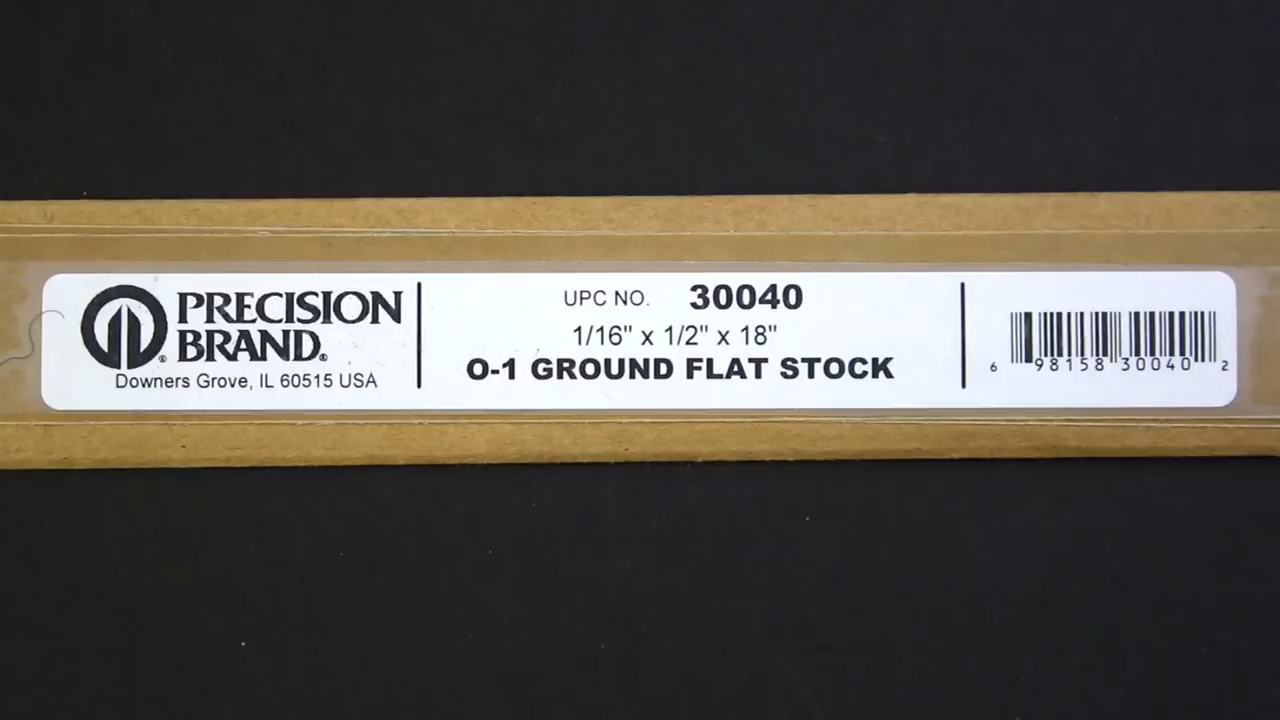 PRECISION
BRAND®
Downers Grove, IL 60515 USA
UPC NO. 30040
1/16" x 1/2" x 18"
O-1 GROUND FLAT STOCK
6 98158 30040 2